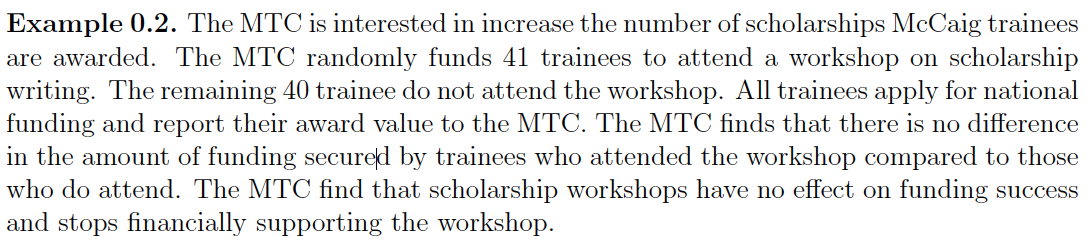 Example 0.2. The MTC is interested in increase the number of scholarships McCaig trainees
are awarded. The MTC randomly funds 41 trainees to attend a workshop on scholarship
writing. The remaining 40 trainee do not attend the workshop. All trainees apply for national
funding and report their award value to the MTC. The MTC finds that there is no difference
in the amount of funding secured by trainees who attended the workshop compared to those
who do attend. The MTC find that scholarship workshops have no effect on funding success
and stops financially supporting the workshop.